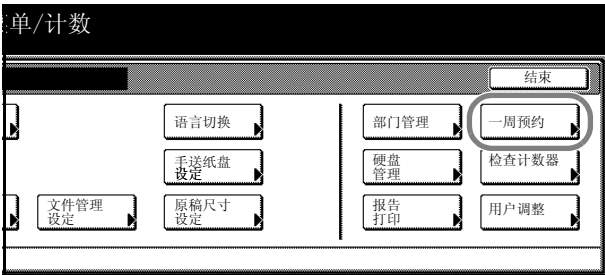 单/计数
结束
语言切换
部门管理
一周预约
手送纸盘
设定
硬盘
管理
检查计数器
文件管理
设定
原稿尺寸
设定
报告
打印
用户调整